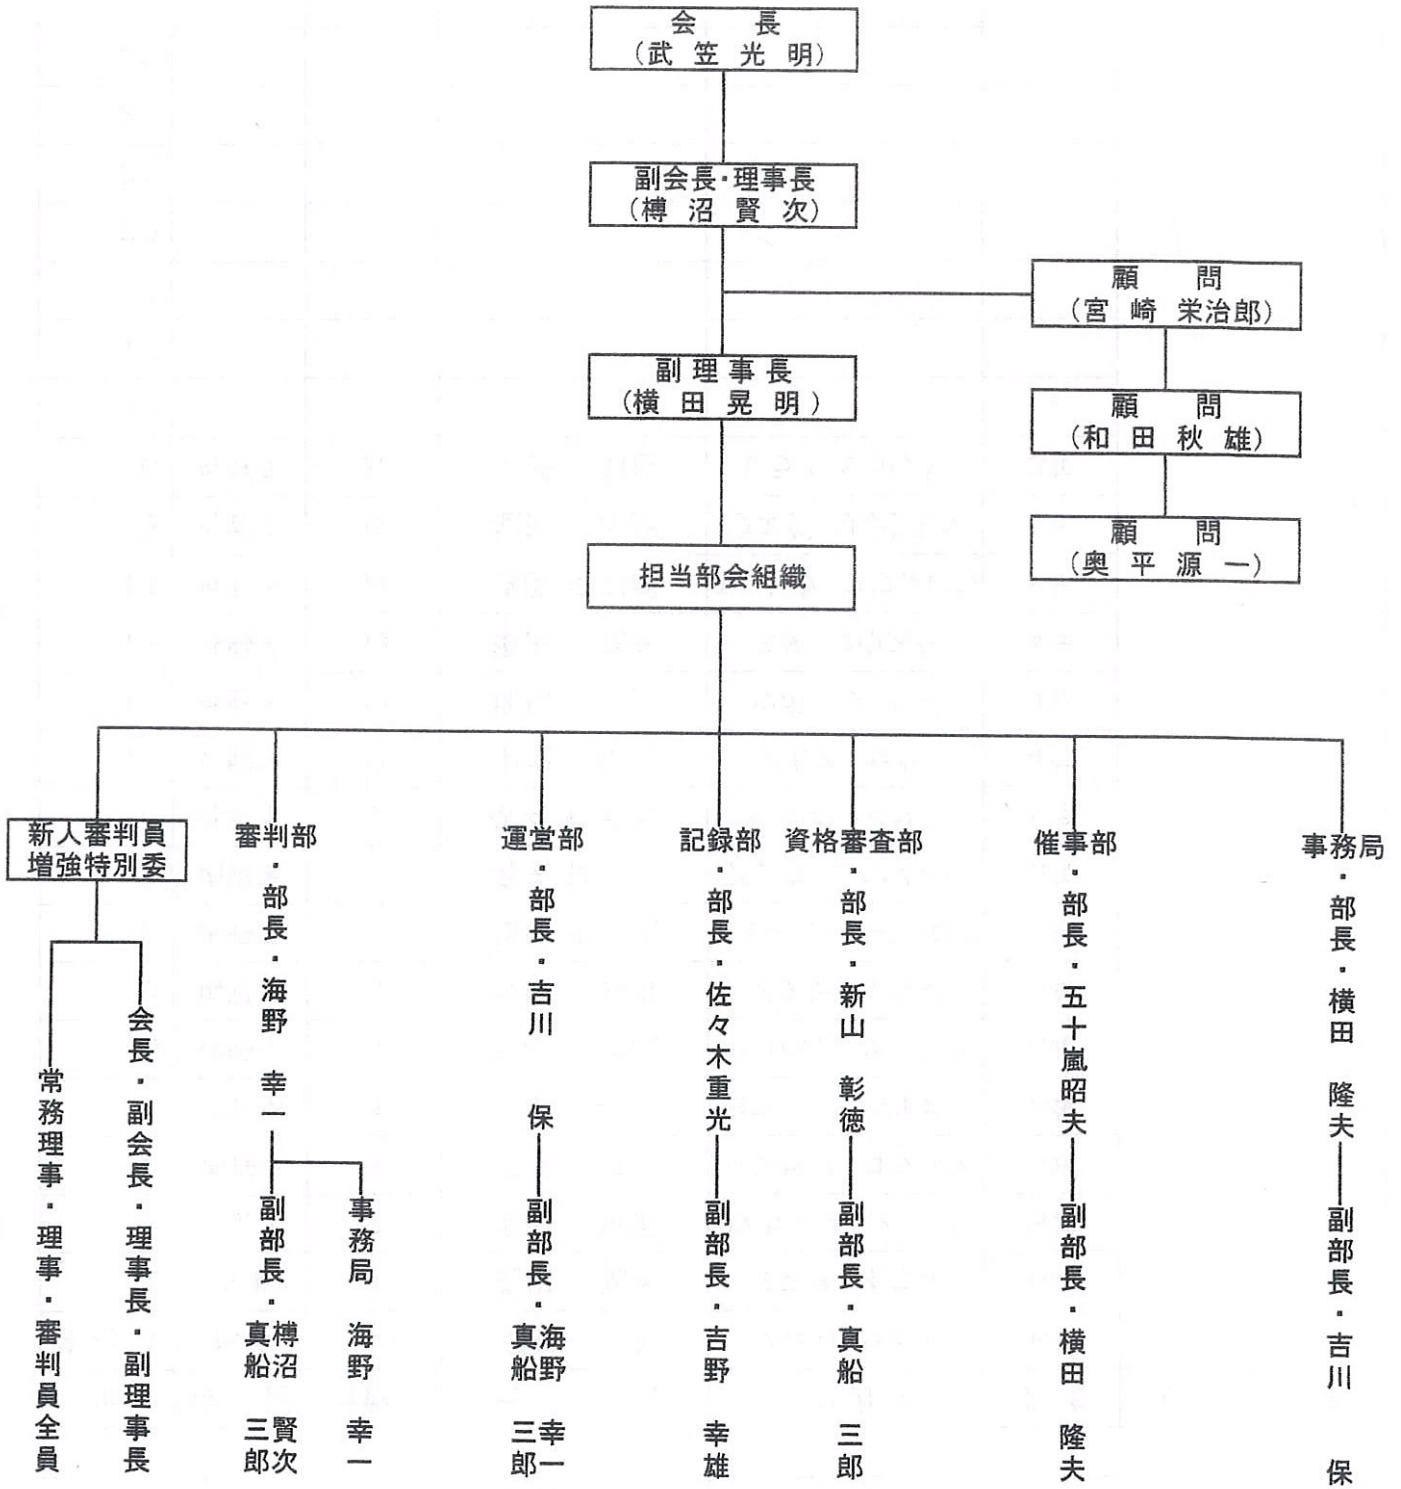 会　　長
（武 笠 光 明）
副会長・理事長
（榑 沼 賢 次）
顧　　問
（宮 崎 栄治郎）
副 理 事 長
（横 田 晃 明）
顧　　問
（和 田 秋 雄）
顧　　問
（奥 平 源 一）
担当部会組織
新人審判員
増強特別委
常務理事・理事・審判員全員
会長・副会長・理事長・副理事長
審判部・部長・海野　幸一
副部長・榑沼　賢次
真船　三郎
事務局　海野　幸一
運営部・部長・吉川　保
副部長・海野　幸一
真船　三郎
記録部・部長・佐々木重光
副部長・吉野　幸雄
資格審査部・部長・新山　彰徳
副部長・真船　三郎
催事部・部長・五十嵐昭夫
副部長・横田　隆夫
事務局・部長・横田　隆夫
副部長・吉川　保